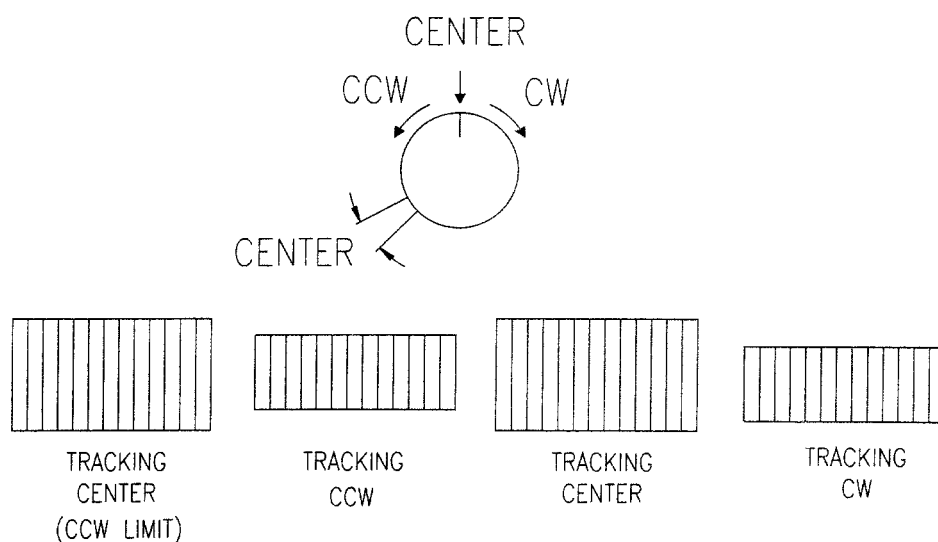 CENTER
CCW
CW
CENTER
TRACKING
CENTER
(CCW LIMIT)
TRACKING
CCW
TRACKING
CENTER
TRACKING
CW